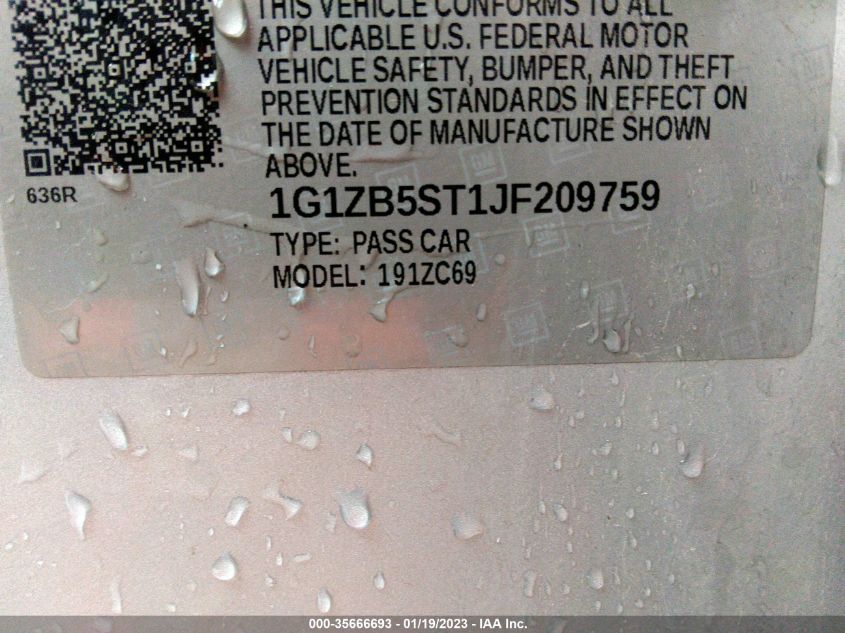 THIS VEHICLE CONFORMS TO ALL
APPLICABLE U.S. FEDERAL MOTOR
VEHICLE SAFETY, BUMPER, AND THEFT
PREVENTION STANDARDS IN EFFECT ON
THE DATE OF MANUFACTURE SHOWN
ABOVE.
636R
1G1ZB5ST1JF209759
TYPE: PASS CAR
MODEL: 191ZC69
GM
000-35666693 - 01/19/2023 - IAA Inc.